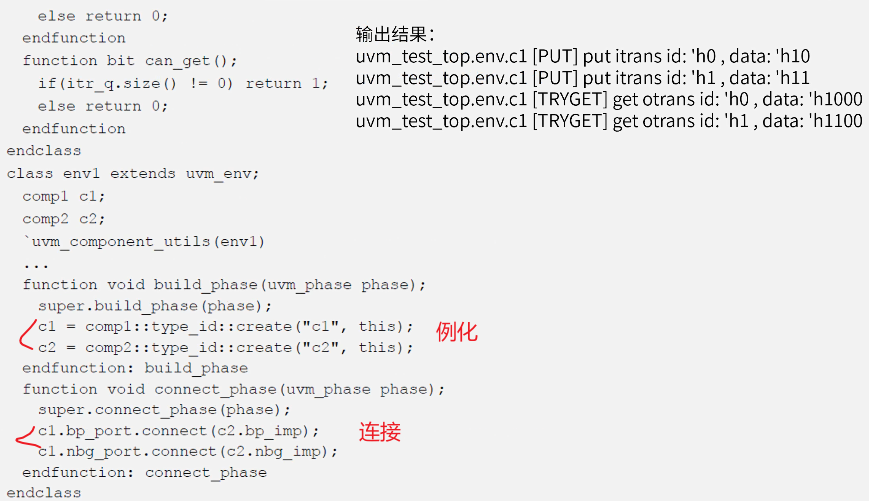 else return 0;
endfunction
function bit can_get();
if(itr_q.size() != 0) return 1;
else return 0;
endfunction
endclass
class env1 extends uvm_env;
comp1 c1;
comp2 c2;
`uvm_component_utils(env1)
...
function void build_phase(uvm_phase phase);
super.build_phase(phase);
c1 = comp1::type_id::create("c1", this);
c2 = comp2::type_id::create("c2", this);
例化
endfunction: build_phase
function void connect_phase(uvm_phase phase);
super.connect_phase(phase);
c1.bp_port.connect(c2.bp_imp);
连接
c1.nbg_port.connect(c2.nbg_imp);
endfunction: connect_phase
endclass
输出结果：
uvm_test_top.env.c1 [PUT] put itrans id: 'h0 , data: 'h10
uvm_test_top.env.c1 [PUT] put itrans id: 'h1 , data: 'h11
uvm_test_top.env.c1 [TRYGET] get otrans id: 'h0 , data: 'h1000
uvm_test_top.env.c1 [TRYGET] get otrans id: 'h1 , data: 'h1100